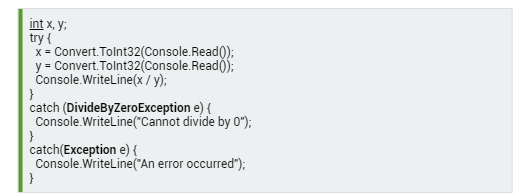 int x, y;
try {
x = Convert.ToInt32(Console.Read());
y = Convert.ToInt32(Console.Read());
Console.WriteLine(x / y);
}
catch (DivideByZeroException e) {
Console.WriteLine("Cannot divide by 0");
}
catch(Exception e) {
Console.WriteLine("An error occurred");
}